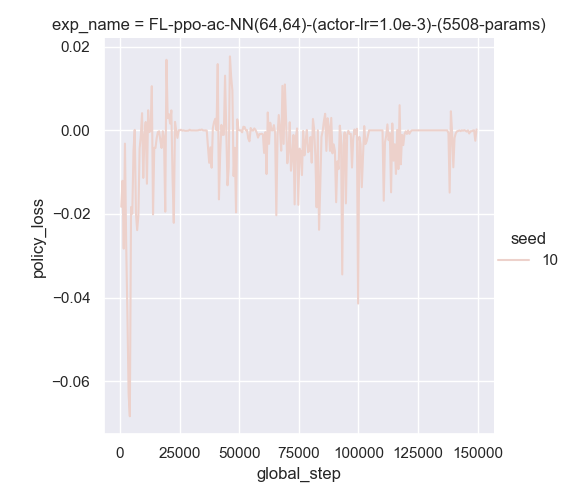 exp_name = FL-ppo-ac-NN(64,64)-(actor-lr=1.0e-3)-(5508-params)
0.02
0.00
−0.02
−0.04
−0.06
policy_loss
0 25000 50000 75000 100000 125000 150000
global_step
seed
10